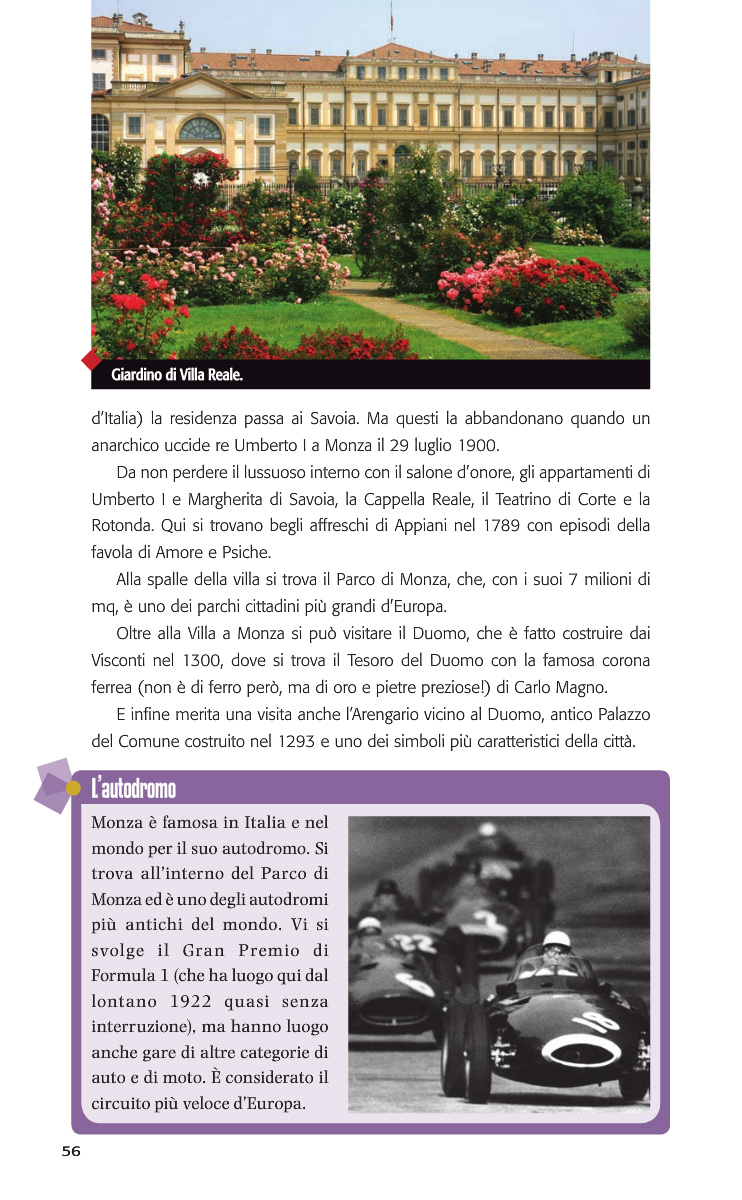 Giardino di Villa Reale.
d'Italia) la residenza passa ai Savoia. Ma questi la abbandonano quando un
anarchico uccide re Umberto I a Monza il 29 luglio 1900.
Da non perdere il lussuoso interno con il salone d'onore, gli appartamenti di
Umberto I e Margherita di Savoia, la Cappella Reale, il Teatrino di Corte e la
Rotonda. Qui si trovano begli affreschi di Appiani nel 1789 con episodi della
favola di Amore e Psiche.
Alla spalle della villa si trova il Parco di Monza, che, con i suoi 7 milioni di
mq, è uno dei parchi cittadini più grandi d'Europa.
Oltre alla Villa a Monza si può visitare il Duomo, che è fatto costruire dai
Visconti nel 1300, dove si trova il Tesoro del Duomo con la famosa corona
ferrea (non è di ferro però, ma di oro e pietre preziose!) di Carlo Magno.
E infine merita una visita anche l'Arengario vicino al Duomo, antico Palazzo
del Comune costruito nel 1293 e uno dei simboli più caratteristici della città.
L'autodromo
Monza è famosa in Italia e nel
mondo per il suo autodromo. Si
trova all'interno del Parco di
Monza ed è uno degli autodromi
più antichi del mondo. Vi si
svolge il Gran Premio di
Formula 1 (che ha luogo qui dal
lontano 1922 quasi senza
interruzione), ma hanno luogo
anche gare di altre categorie di
auto e di moto. È considerato il
circuito più veloce d'Europa.
18
56